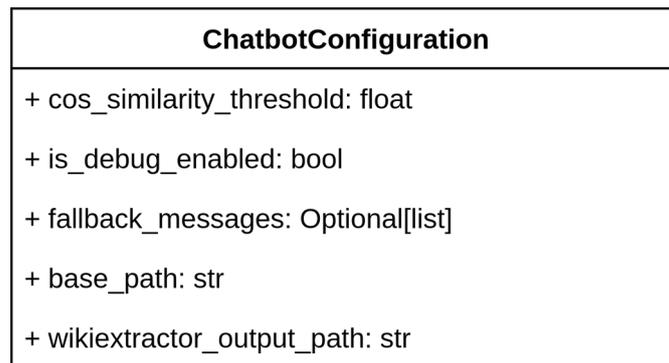 ChatbotConfiguration
+ cos_similarity_threshold: float
+ is_debug_enabled: bool
+ fallback_messages: Optional[list]
+ base_path: str
+ wikiextractor_output_path: str